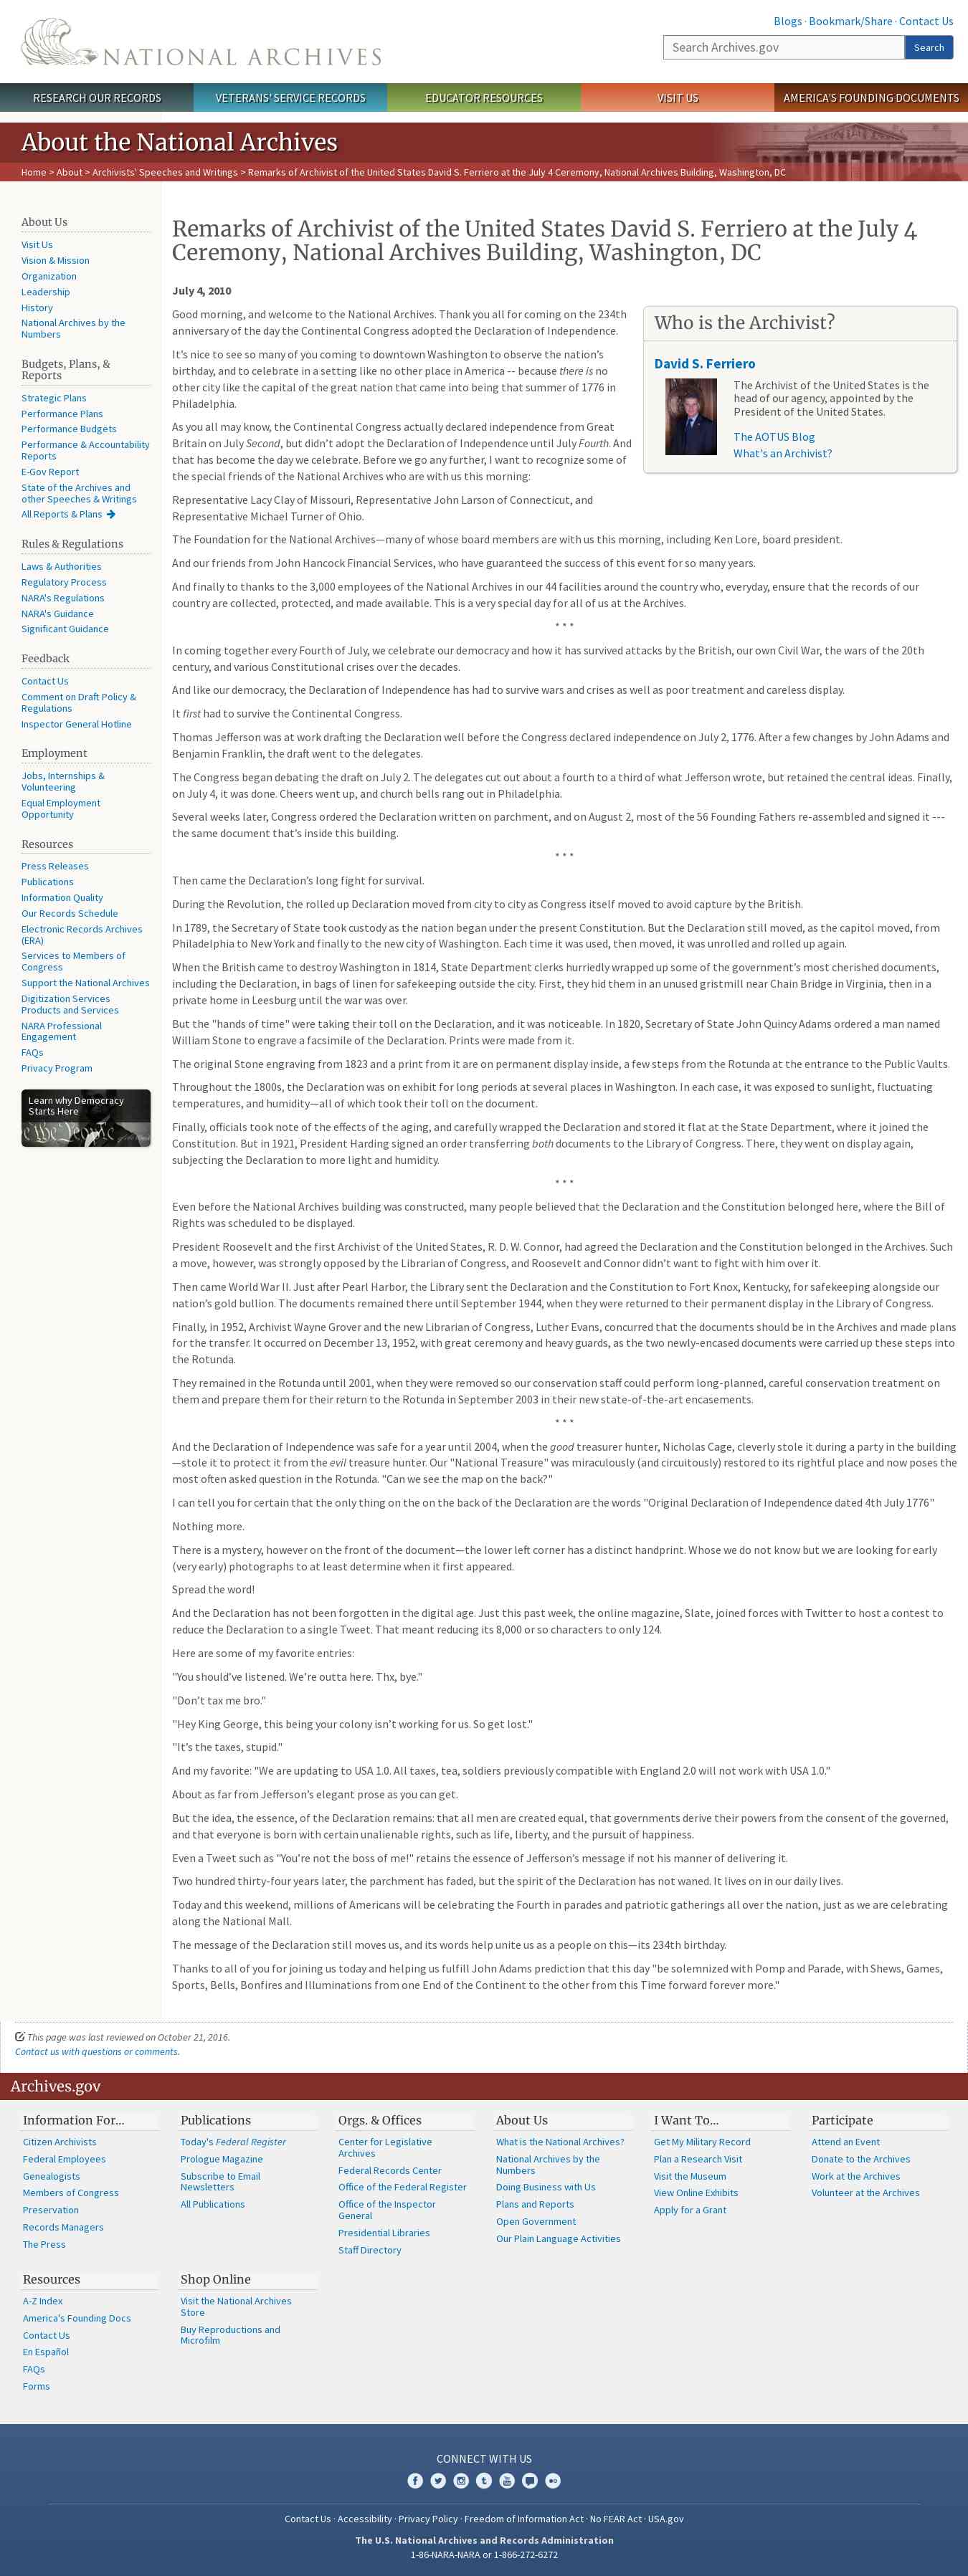 NATIONAL ARCHIVES
Blogs · Bookmark/Share · Contact Us
Search Archives.gov
Search
RESEARCH OUR RECORDS
VETERANS' SERVICE RECORDS
EDUCATOR RESOURCES
VISIT US
AMERICA'S FOUNDING DOCUMENTS
About the National Archives
Home > About > Archivists' Speeches and Writings > Remarks of Archivist of the United States David S. Ferriero at the July 4 Ceremony, National Archives Building, Washington, DC
About Us
Visit Us
Vision & Mission
Organization
Leadership
History
National Archives by the
Numbers
Budgets, Plans, &
Reports
Strategic Plans
Performance Plans
Performance Budgets
Performance & Accountability
Reports
E-Gov Report
State of the Archives and
other Speeches & Writings
All Reports & Plans
Rules & Regulations
Laws & Authorities
Regulatory Process
NARA's Regulations
NARA's Guidance
Significant Guidance
Feedback
Contact Us
Comment on Draft Policy &
Regulations
Inspector General Hotline
Employment
Jobs, Internships &
Volunteering
Equal Employment
Opportunity
Resources
Press Releases
Publications
Information Quality
Our Records Schedule
Electronic Records Archives
(ERA)
Services to Members of
Congress
Support the National Archives
Digitization Services
Products and Services
NARA Professional
Engagement
FAQs
Privacy Program
Learn why Democracy
Starts Here
We the People
Remarks of Archivist of the United States David S. Ferriero at the July 4
Ceremony, National Archives Building, Washington, DC
July 4, 2010
Who is the Archivist?
David S. Ferriero
The Archivist of the United States is the
head of our agency, appointed by the
President of the United States.
The AOTUS Blog
What's an Archivist?
Good morning, and welcome to the National Archives. Thank you all for coming on the 234th
anniversary of the day the Continental Congress adopted the Declaration of Independence.
It’s nice to see so many of you coming to downtown Washington to observe the nation’s
birthday, and to enjoy a setting like no other place in America -- because there is no
other city like the capital of the great nation that came into being that summer of 1776 in
Philadelphia.
As you all may know, the Continental Congress actually declared independence from Great
Britain on July Second, but didn’t adopt the Declaration of Independence until July Fourth. And
so that has become the day we celebrate. Before we go any further, I want to recognize some of
the special friends of the National Archives who are with us this morning:
Representative Lacy Clay of Missouri, Representative John Larson of Connecticut, and
Representative Michael Turner of Ohio.
The Foundation for the National Archives—many of whose board members are with us this morning, including Ken Lore, board president.
And our friends from John Hancock Financial Services, who have guaranteed the success of this event for so many years.
And finally to thanks to the 3,000 employees of the National Archives in our 44 facilities around the country who, everyday, ensure that the records of our
country are collected, protected, and made available. This is a very special day for all of us at the Archives.
* * *
In coming together every Fourth of July, we celebrate our democracy and how it has survived attacks by the British, our own Civil War, the wars of the 20th
century, and various Constitutional crises over the decades.
And like our democracy, the Declaration of Independence has had to survive wars and crises as well as poor treatment and careless display.
It first had to survive the Continental Congress.
Thomas Jefferson was at work drafting the Declaration well before the Congress declared independence on July 2, 1776. After a few changes by John Adams and
Benjamin Franklin, the draft went to the delegates.
The Congress began debating the draft on July 2. The delegates cut out about a fourth to a third of what Jefferson wrote, but retained the central ideas. Finally,
on July 4, it was done. Cheers went up, and church bells rang out in Philadelphia.
Several weeks later, Congress ordered the Declaration written on parchment, and on August 2, most of the 56 Founding Fathers re-assembled and signed it ---
the same document that’s inside this building.
* * *
Then came the Declaration’s long fight for survival.
During the Revolution, the rolled up Declaration moved from city to city as Congress itself moved to avoid capture by the British.
In 1789, the Secretary of State took custody as the nation began under the present Constitution. But the Declaration still moved, as the capitol moved, from
Philadelphia to New York and finally to the new city of Washington. Each time it was used, then moved, it was unrolled and rolled up again.
When the British came to destroy Washington in 1814, State Department clerks hurriedly wrapped up some of the government’s most cherished documents,
including the Declaration, in bags of linen for safekeeping outside the city. First, they hid them in an unused gristmill near Chain Bridge in Virginia, then in a
private home in Leesburg until the war was over.
But the "hands of time" were taking their toll on the Declaration, and it was noticeable. In 1820, Secretary of State John Quincy Adams ordered a man named
William Stone to engrave a facsimile of the Declaration. Prints were made from it.
The original Stone engraving from 1823 and a print from it are on permanent display inside, a few steps from the Rotunda at the entrance to the Public Vaults.
Throughout the 1800s, the Declaration was on exhibit for long periods at several places in Washington. In each case, it was exposed to sunlight, fluctuating
temperatures, and humidity—all of which took their toll on the document.
Finally, officials took note of the effects of the aging, and carefully wrapped the Declaration and stored it flat at the State Department, where it joined the
Constitution. But in 1921, President Harding signed an order transferring both documents to the Library of Congress. There, they went on display again,
subjecting the Declaration to more light and humidity.
* * *
Even before the National Archives building was constructed, many people believed that the Declaration and the Constitution belonged here, where the Bill of
Rights was scheduled to be displayed.
President Roosevelt and the first Archivist of the United States, R. D. W. Connor, had agreed the Declaration and the Constitution belonged in the Archives. Such
a move, however, was strongly opposed by the Librarian of Congress, and Roosevelt and Connor didn’t want to fight with him over it.
Then came World War II. Just after Pearl Harbor, the Library sent the Declaration and the Constitution to Fort Knox, Kentucky, for safekeeping alongside our
nation’s gold bullion. The documents remained there until September 1944, when they were returned to their permanent display in the Library of Congress.
Finally, in 1952, Archivist Wayne Grover and the new Librarian of Congress, Luther Evans, concurred that the documents should be in the Archives and made plans
for the transfer. It occurred on December 13, 1952, with great ceremony and heavy guards, as the two newly-encased documents were carried up these steps into
the Rotunda.
They remained in the Rotunda until 2001, when they were removed so our conservation staff could perform long-planned, careful conservation treatment on
them and prepare them for their return to the Rotunda in September 2003 in their new state-of-the-art encasements.
* * *
And the Declaration of Independence was safe for a year until 2004, when the good treasurer hunter, Nicholas Cage, cleverly stole it during a party in the building
—stole it to protect it from the evil treasure hunter. Our "National Treasure" was miraculously (and circuitously) restored to its rightful place and now poses the
most often asked question in the Rotunda. "Can we see the map on the back?"
I can tell you for certain that the only thing on the on the back of the Declaration are the words "Original Declaration of Independence dated 4th July 1776"
Nothing more.
There is a mystery, however on the front of the document—the lower left corner has a distinct handprint. Whose we do not know but we are looking for early
(very early) photographs to at least determine when it first appeared.
Spread the word!
And the Declaration has not been forgotten in the digital age. Just this past week, the online magazine, Slate, joined forces with Twitter to host a contest to
reduce the Declaration to a single Tweet. That meant reducing its 8,000 or so characters to only 124.
Here are some of my favorite entries:
"You should’ve listened. We’re outta here. Thx, bye."
"Don’t tax me bro."
"Hey King George, this being your colony isn’t working for us. So get lost."
"It’s the taxes, stupid."
And my favorite: "We are updating to USA 1.0. All taxes, tea, soldiers previously compatible with England 2.0 will not work with USA 1.0."
About as far from Jefferson’s elegant prose as you can get.
But the idea, the essence, of the Declaration remains: that all men are created equal, that governments derive their powers from the consent of the governed,
and that everyone is born with certain unalienable rights, such as life, liberty, and the pursuit of happiness.
Even a Tweet such as "You’re not the boss of me!" retains the essence of Jefferson’s message if not his manner of delivering it.
Two hundred thirty-four years later, the parchment has faded, but the spirit of the Declaration has not waned. It lives on in our daily lives.
Today and this weekend, millions of Americans will be celebrating the Fourth in parades and patriotic gatherings all over the nation, just as we are celebrating
along the National Mall.
The message of the Declaration still moves us, and its words help unite us as a people on this—its 234th birthday.
Thanks to all of you for joining us today and helping us fulfill John Adams prediction that this day "be solemnized with Pomp and Parade, with Shews, Games,
Sports, Bells, Bonfires and Illuminations from one End of the Continent to the other from this Time forward forever more."
This page was last reviewed on October 21, 2016.
Contact us with questions or comments.
Archives.gov
Information For…
Citizen Archivists
Federal Employees
Genealogists
Members of Congress
Preservation
Records Managers
The Press
Publications
Today's Federal Register
Prologue Magazine
Subscribe to Email
Newsletters
All Publications
Orgs. & Offices
Center for Legislative
Archives
Federal Records Center
Office of the Federal Register
Office of the Inspector
General
Presidential Libraries
Staff Directory
About Us
What is the National Archives?
National Archives by the
Numbers
Doing Business with Us
Plans and Reports
Open Government
Our Plain Language Activities
I Want To…
Get My Military Record
Plan a Research Visit
Visit the Museum
View Online Exhibits
Apply for a Grant
Participate
Attend an Event
Donate to the Archives
Work at the Archives
Volunteer at the Archives
Resources
A-Z Index
America's Founding Docs
Contact Us
En Español
FAQs
Forms
Shop Online
Visit the National Archives
Store
Buy Reproductions and
Microfilm
CONNECT WITH US
Contact Us · Accessibility · Privacy Policy · Freedom of Information Act · No FEAR Act · USA.gov
The U.S. National Archives and Records Administration
1-86-NARA-NARA or 1-866-272-6272